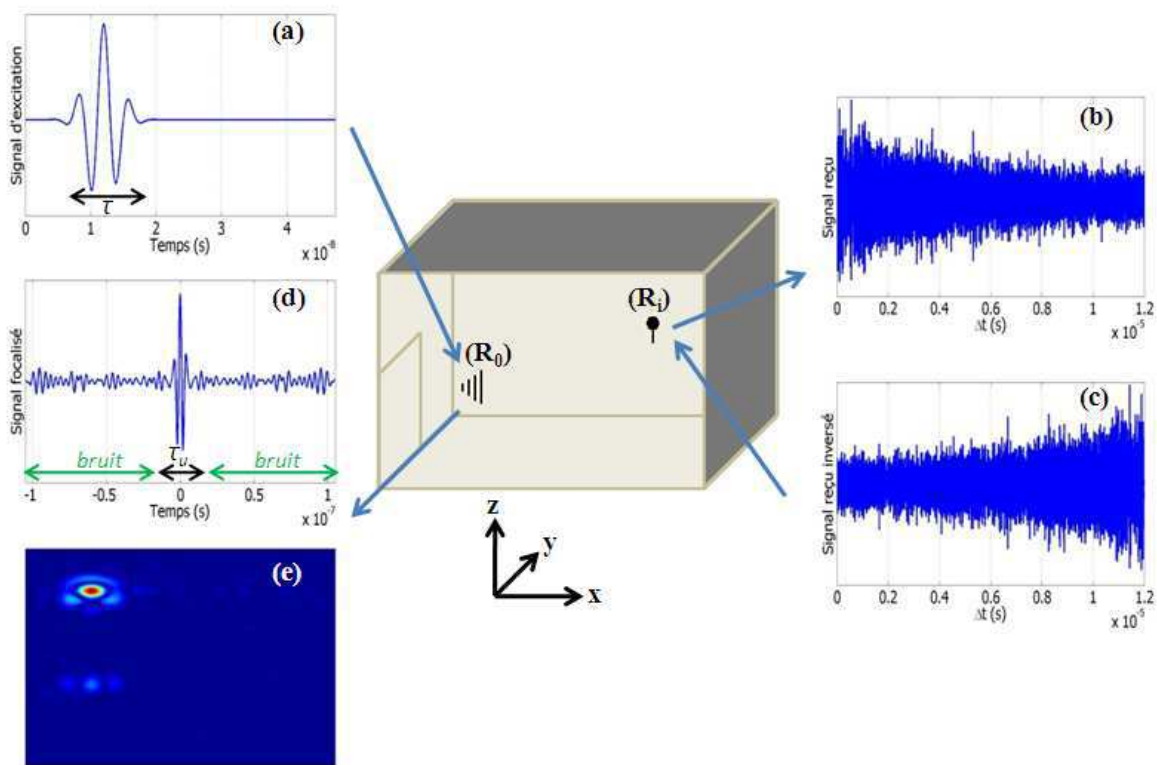 (a)
Signal d'excitation
τ
0 1 2 3 4
Temps (s)
x 10⁻⁸
(d)
Signal focalisé
bruit
τᵤ
bruit
-1 -0.5 0 0.5 1
Temps (s)
x 10⁻⁷
(e)
(R₀)
(Rᵢ)
z
y
x
(b)
Signal reçu
0 0.2 0.4 0.6 0.8 1 1.2
Δt (s)
x 10⁻⁵
(c)
Signal reçu inversé
0 0.2 0.4 0.6 0.8 1 1.2
Δt (s)
x 10⁻⁵